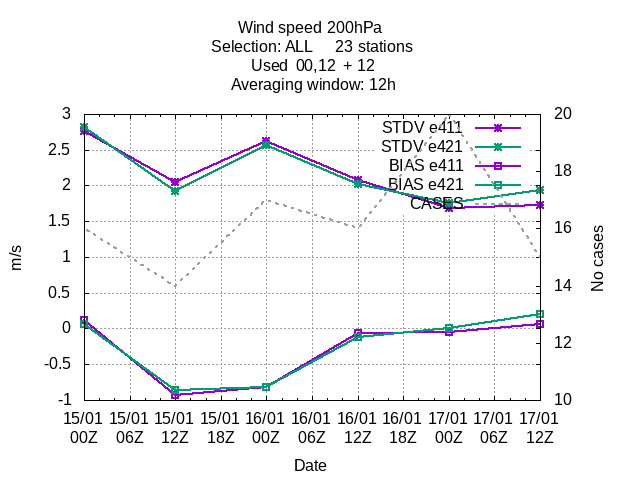 Wind speed 200hPa
Selection: ALL 23 stations
Used 00,12 + 12
Averaging window: 12h
3
2.5
2
1.5
1
0.5
0
-0.5
-1
m/s
20
18
16
14
12
10
No cases
STDV e411
STDV e421
BIAS e411
BIAS e421
CASES
15/01 15/01 15/01 15/01 16/01 16/01 16/01 16/01 17/01 17/01 17/01
00Z 06Z 12Z 18Z 00Z 06Z 12Z 18Z 00Z 06Z 12Z
Date